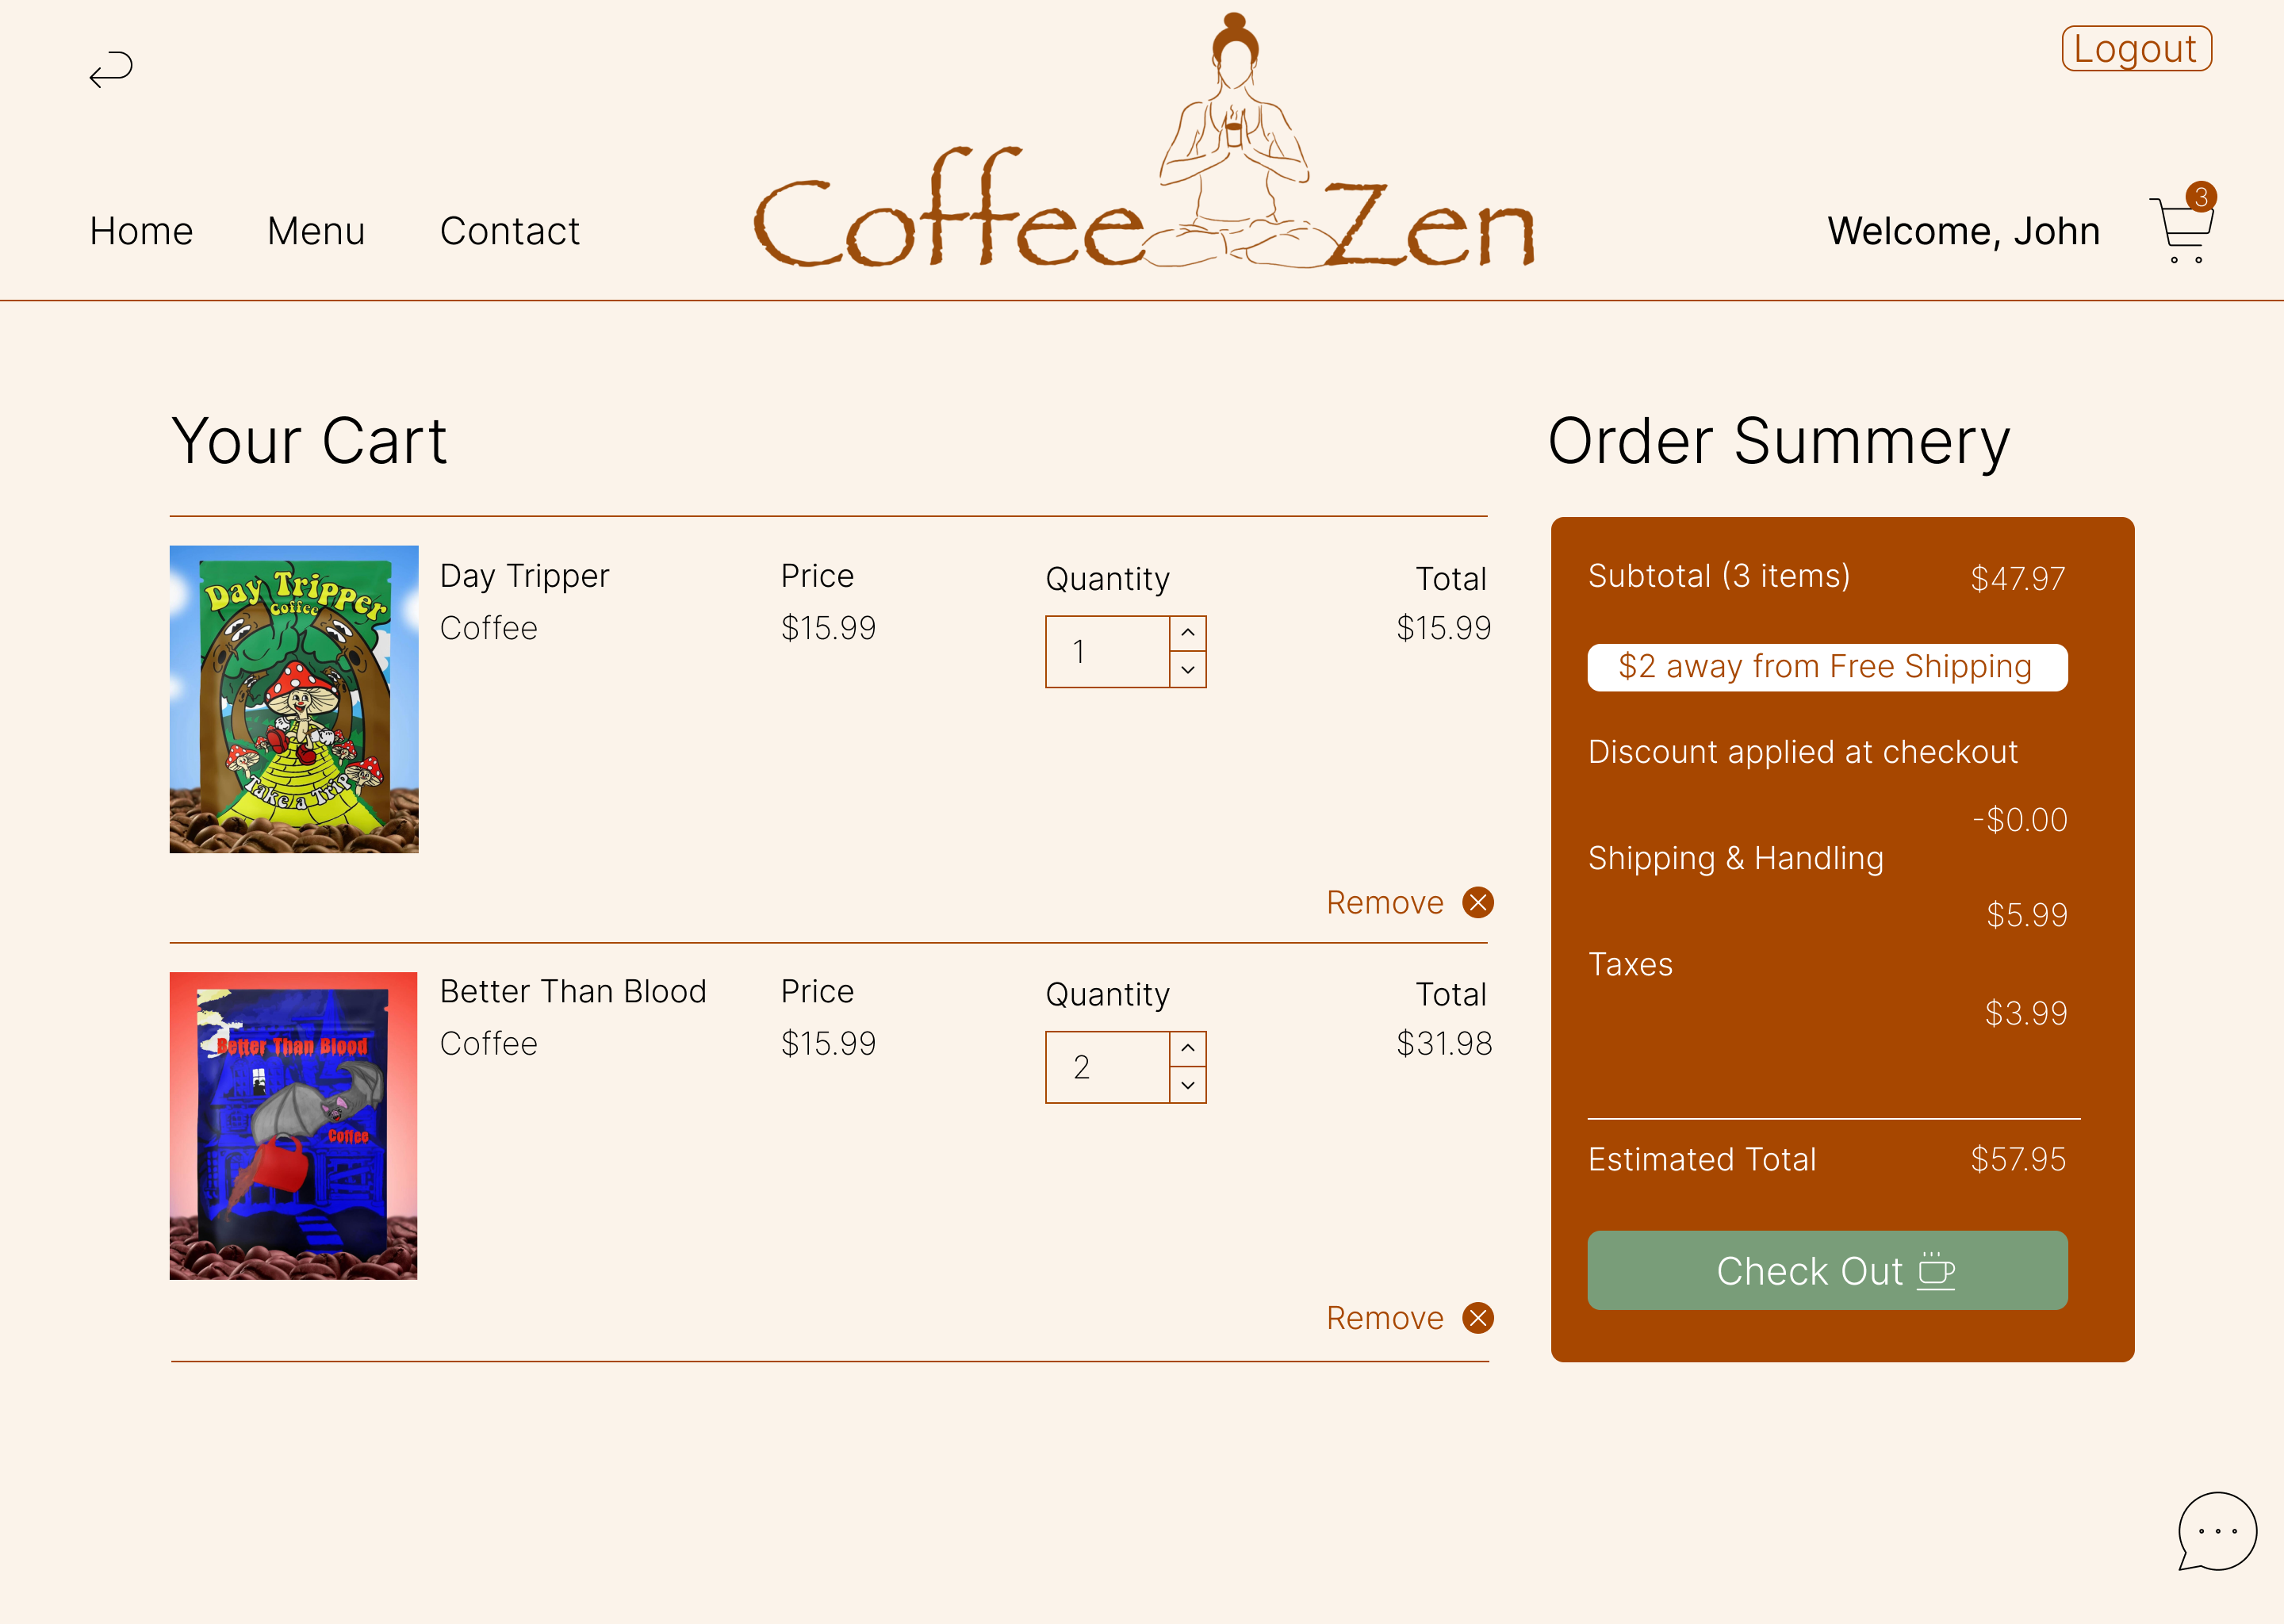 Logout
Coffee Zen
Home Menu Contact
Welcome, John
3
Your Cart
Day Tripper
Coffee
Take a Trip
Day Tripper
Coffee
Price
$15.99
Quantity
1
Total
$15.99
Remove
Better Than Blood
Coffee
Better Than Blood
Coffee
Price
$15.99
Quantity
2
Total
$31.98
Remove
Order Summery
Subtotal (3 items) $47.97
$2 away from Free Shipping
Discount applied at checkout
-$0.00
Shipping & Handling
$5.99
Taxes
$3.99
Estimated Total $57.95
Check Out